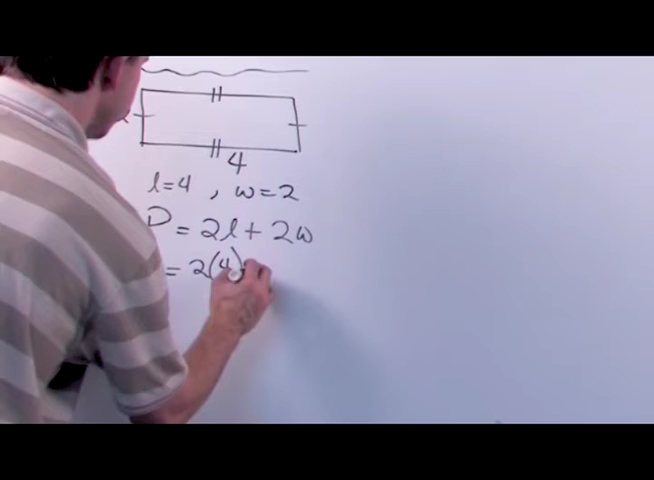 4
l=4 , w=2
P = 2l + 2w
= 2(4)